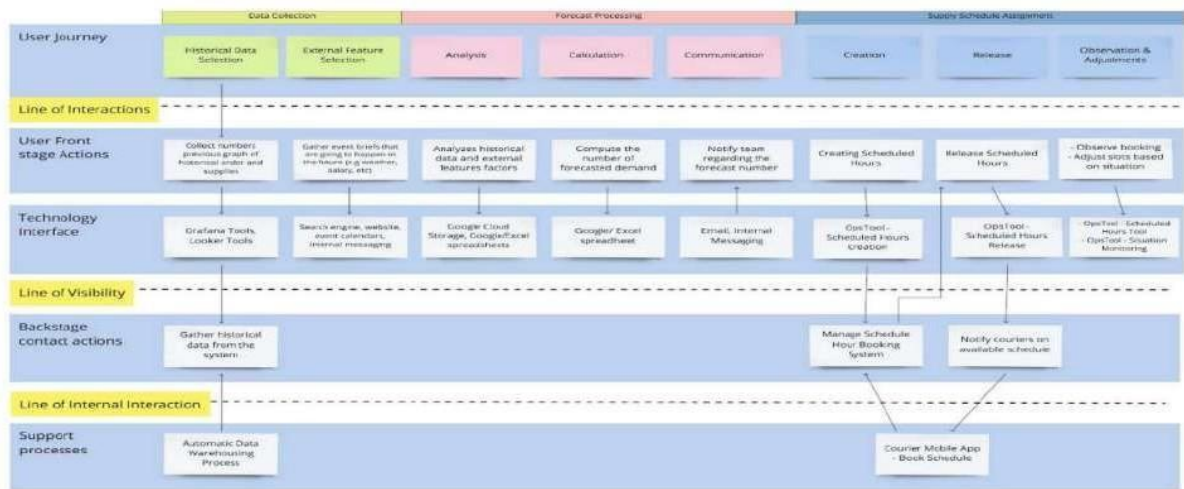 Data Collection
Forecast Processing
Supply Schedule Assignment
User Journey
Historical Data
Selection
External Feature
Selection
Analysis
Calculation
Communication
Creation
Release
Observation &
Adjustments
Line of Interactions
User Front
stage Actions
Collect numbers
previous graph of
historical order and
supplies
Gather event briefs that
are going to happen in
the future (e.g weather,
salary, etc)
Analyzes historical
data and external
features factors
Compute the
number of
forecasted demand
Notify team
regarding the
forecast number
Creating Scheduled
Hours
Release Scheduled
Hours
- Observe booking
- Adjust slots based
on situation
Technology
Interface
Grafana Tools,
Looker Tools
Search engine, website,
event calendars,
internal messaging
Google Cloud
Storage, Google/Excel
spreadsheets
Google/ Excel
spreadheet
Email, Internal
Messaging
OpsTool -
Scheduled Hours
Creation
OpsTool -
Scheduled Hours
Release
- OpsTool - Scheduled
Hours Tool
- OpsTool - Situation
Monitoring
Line of Visibility
Backstage
contact actions
Gather historical
data from the
system
Manage Schedule
Hour Booking
System
Notify couriers on
available schedule
Line of Internal Interaction
Support
processes
Automatic Data
Warehousing
Process
Courier Mobile App
- Book Schedule